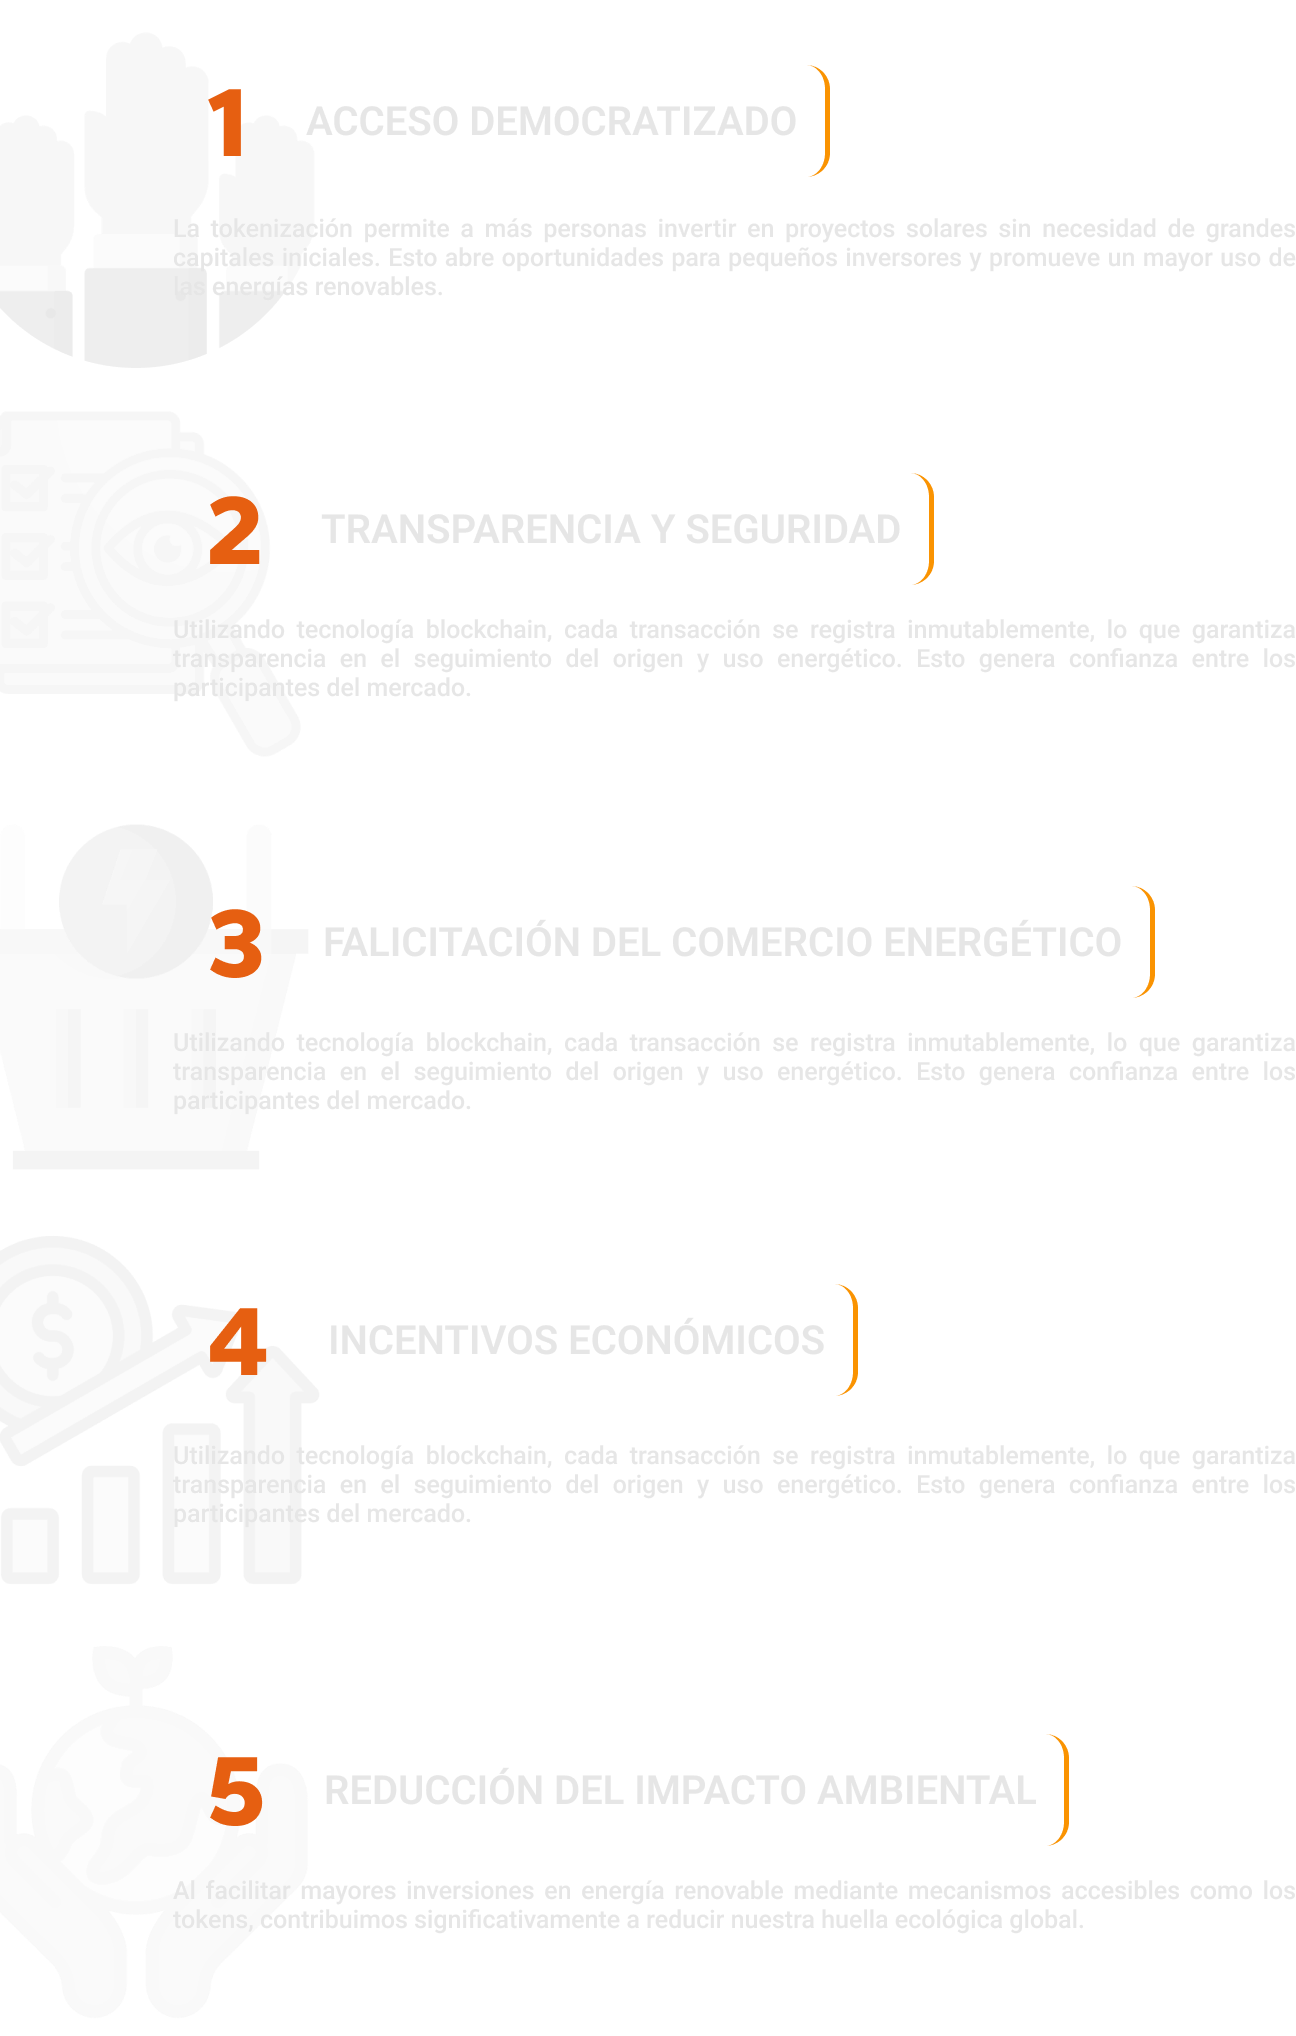 1
ACCESO DEMOCRATIZADO
La tokenización permite a más personas invertir en proyectos solares sin necesidad de grandes
capitales iniciales. Esto abre oportunidades para pequeños inversores y promueve un mayor uso de
las energías renovables.
2
TRANSPARENCIA Y SEGURIDAD
Utilizando tecnología blockchain, cada transacción se registra inmutablemente, lo que garantiza
transparencia en el seguimiento del origen y uso energético. Esto genera confianza entre los
participantes del mercado.
3
FALICITACIÓN DEL COMERCIO ENERGÉTICO
Utilizando tecnología blockchain, cada transacción se registra inmutablemente, lo que garantiza
transparencia en el seguimiento del origen y uso energético. Esto genera confianza entre los
participantes del mercado.
$
4
INCENTIVOS ECONÓMICOS
Utilizando tecnología blockchain, cada transacción se registra inmutablemente, lo que garantiza
transparencia en el seguimiento del origen y uso energético. Esto genera confianza entre los
participantes del mercado.
5
REDUCCIÓN DEL IMPACTO AMBIENTAL
Al facilitar mayores inversiones en energía renovable mediante mecanismos accesibles como los
tokens, contribuimos significativamente a reducir nuestra huella ecológica global.